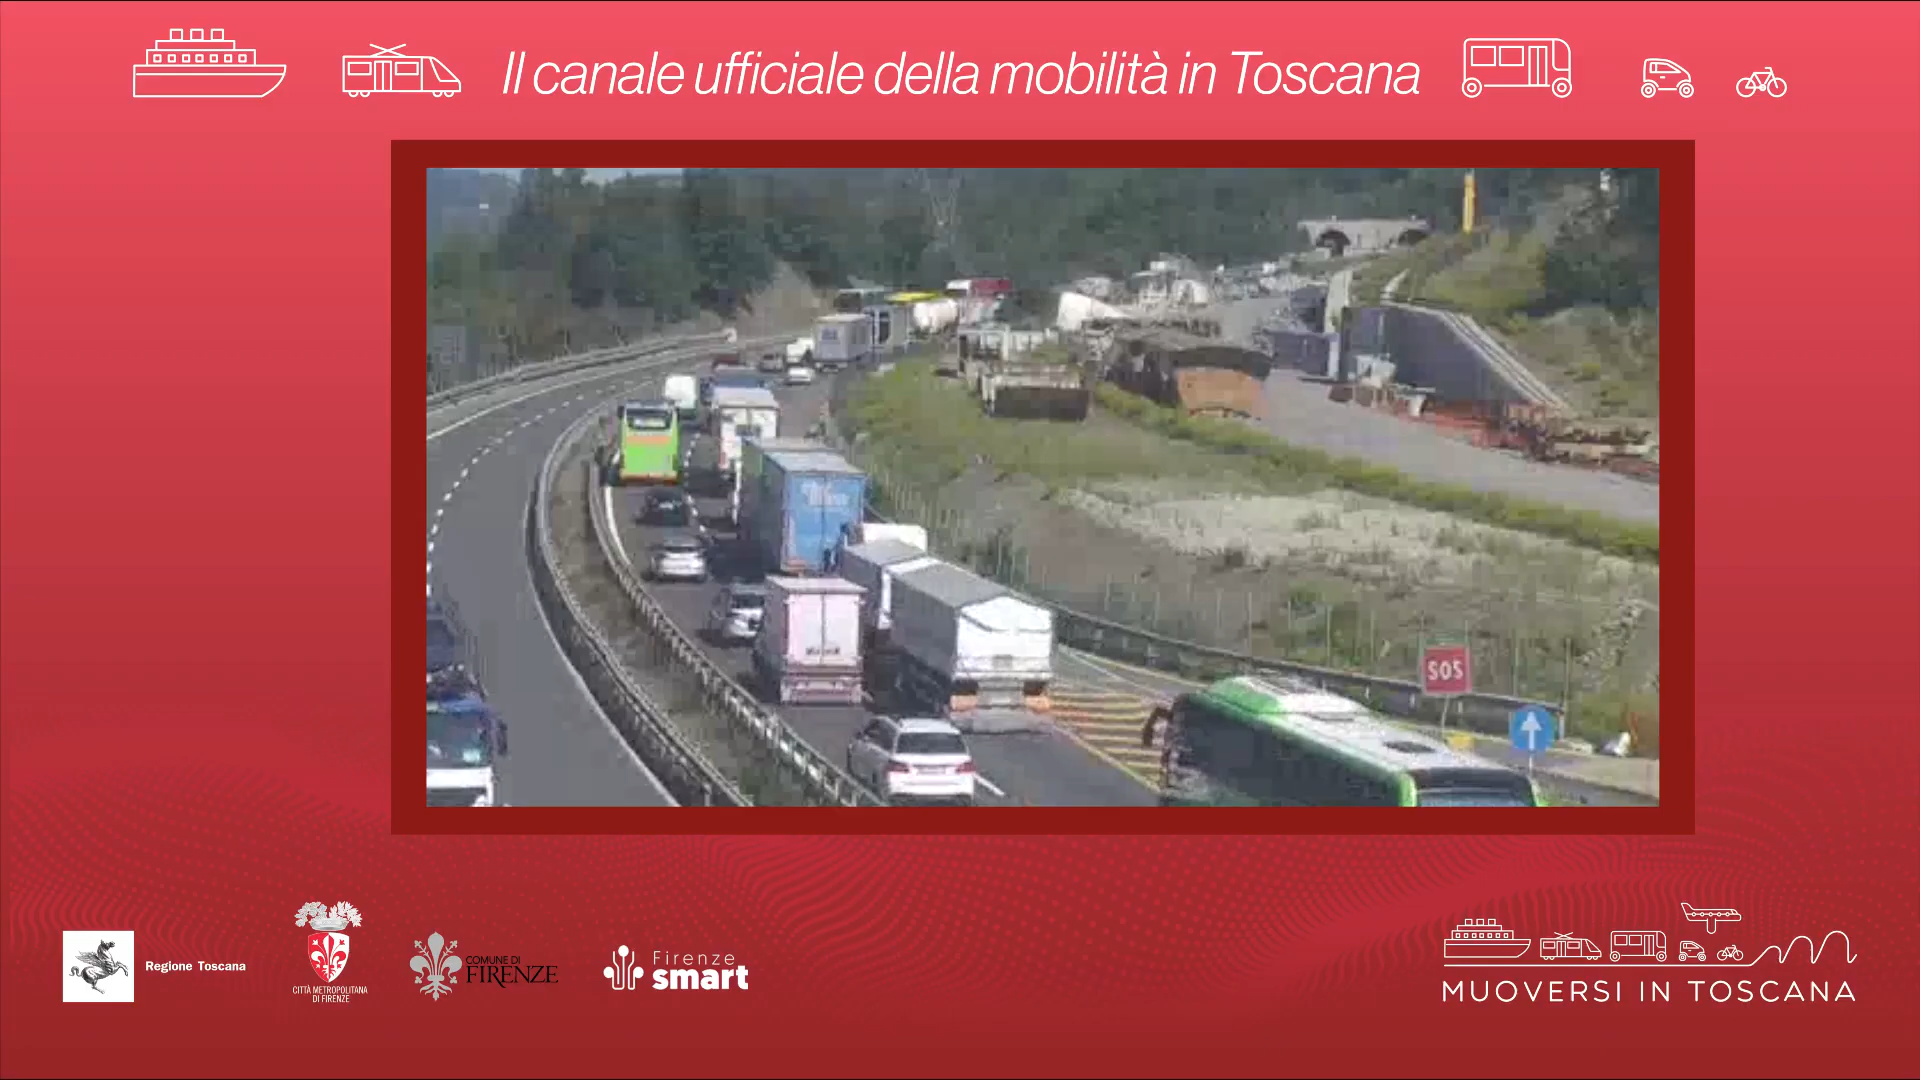 Il canale ufficiale della mobilità in Toscana
SOS
Regione Toscana
CITTÀ METROPOLITANA
DI FIRENZE
COMUNE DI
FIRENZE
Firenze
smart
MUOVERSI IN TOSCANA